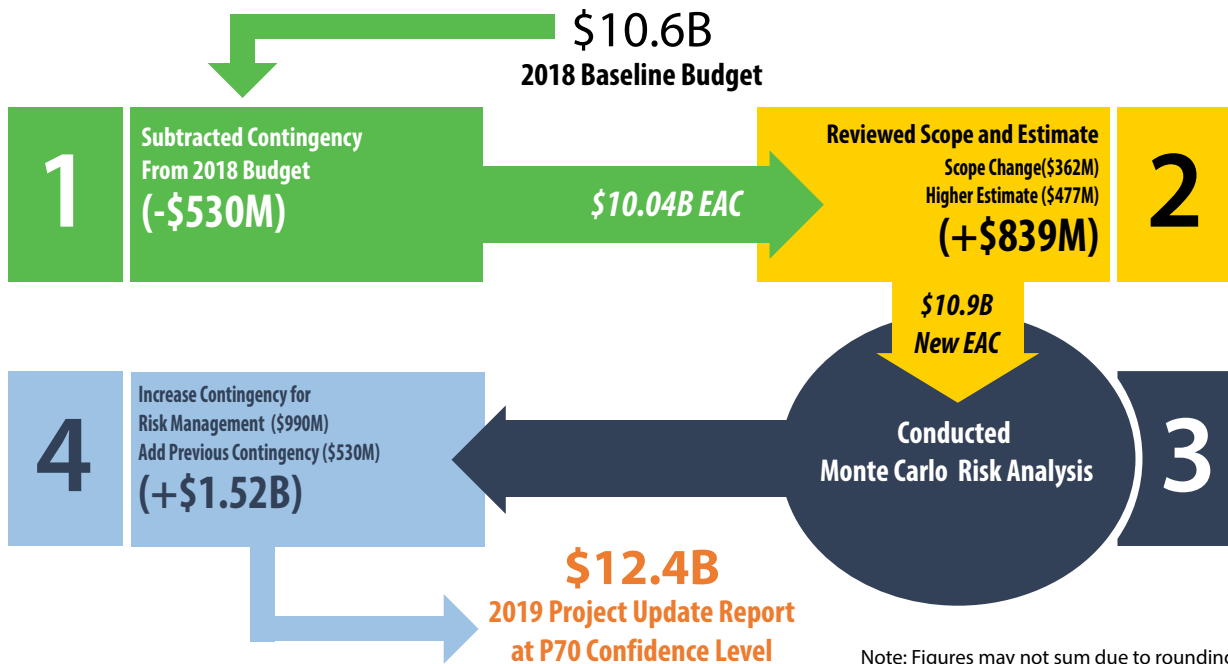 $10.6B
2018 Baseline Budget
1
Subtracted Contingency
From 2018 Budget
(-$530M)
$10.04B EAC
Reviewed Scope and Estimate
Scope Change($362M)
Higher Estimate ($477M)
(+$839M)
2
$10.9B
New EAC
Conducted
Monte Carlo Risk Analysis
3
4
Increase Contingency for
Risk Management ($990M)
Add Previous Contingency ($530M)
(+$1.52B)
$12.4B
2019 Project Update Report
at P70 Confidence Level
Note: Figures may not sum due to rounding